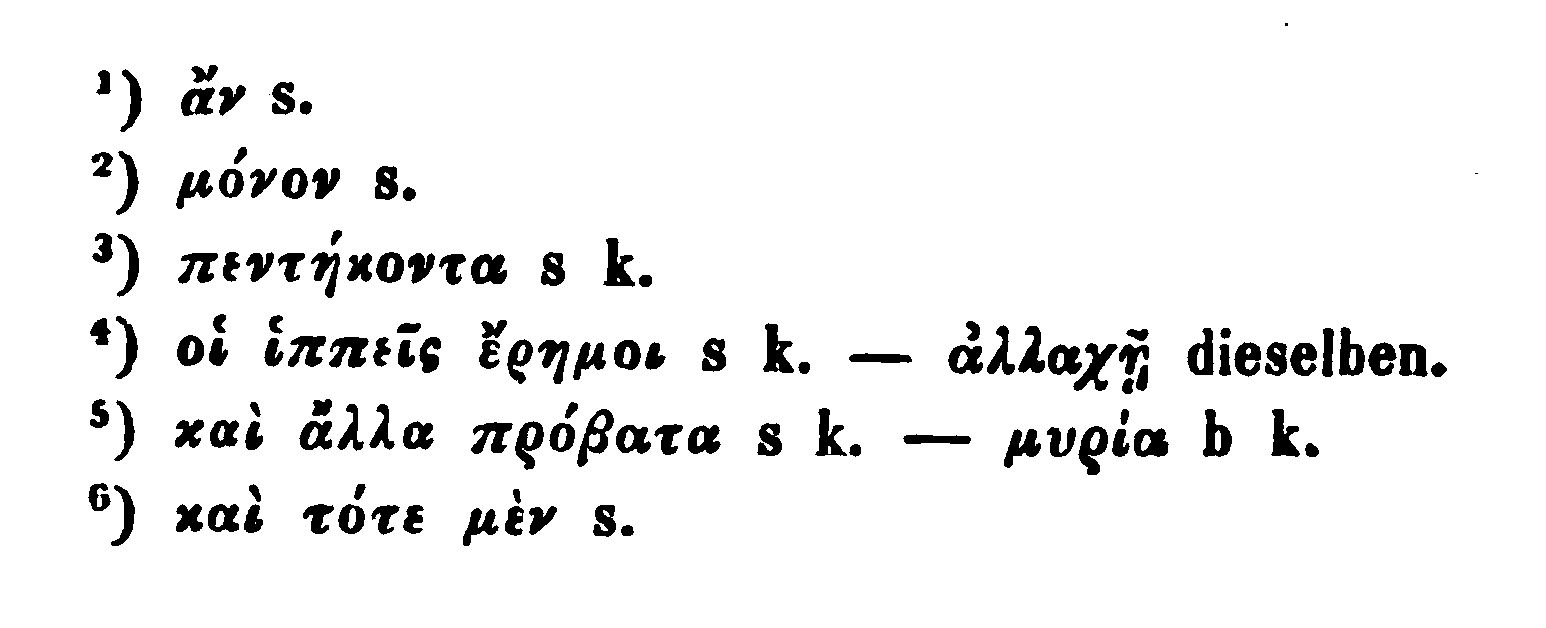 ¹) ἄν s.
²) μόνον s.
³) πεντήκοντα s k.
⁴) οἱ ἱππεῖς ἔρημοι s k. — ἀλλαχῇ dieselben.
⁵) καὶ ἄλλα πρόβατα s k. — μυρία b k.
⁶) καὶ τότε μὲν s.